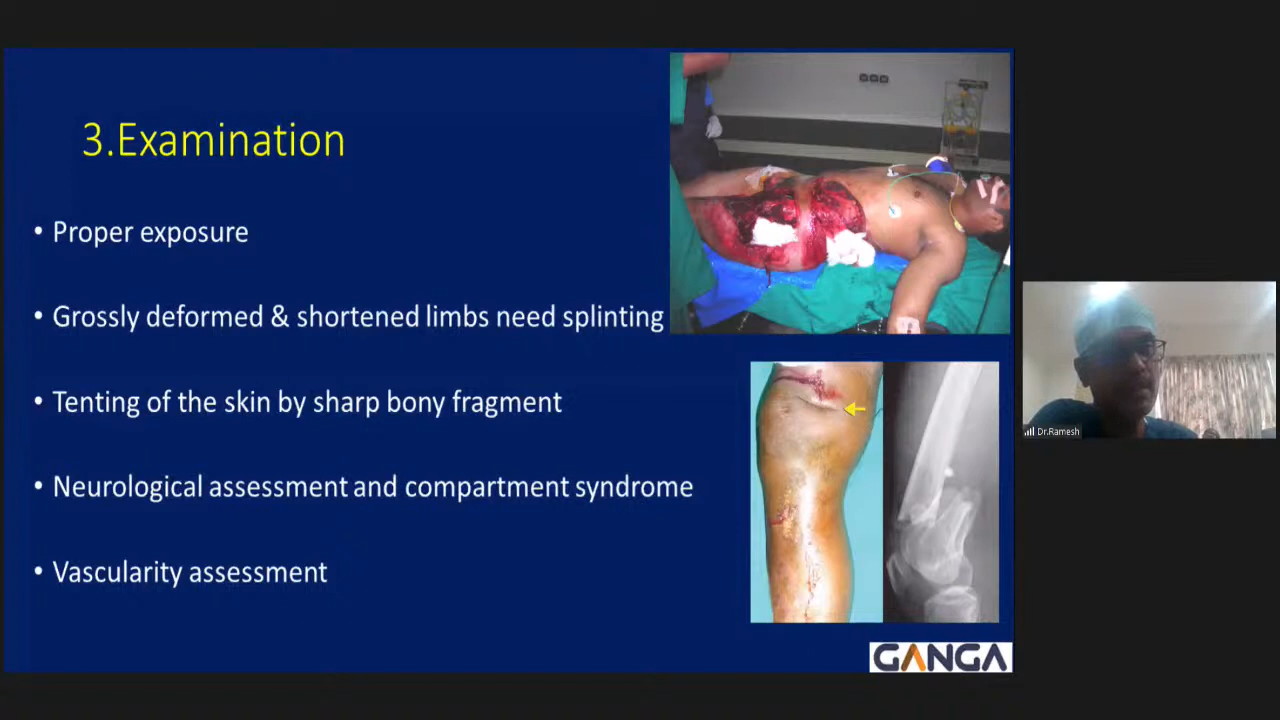 3.Examination
• Proper exposure
• Grossly deformed & shortened limbs need splinting
• Tenting of the skin by sharp bony fragment
• Neurological assessment and compartment syndrome
• Vascularity assessment
GANGA
Dr.Ramesh